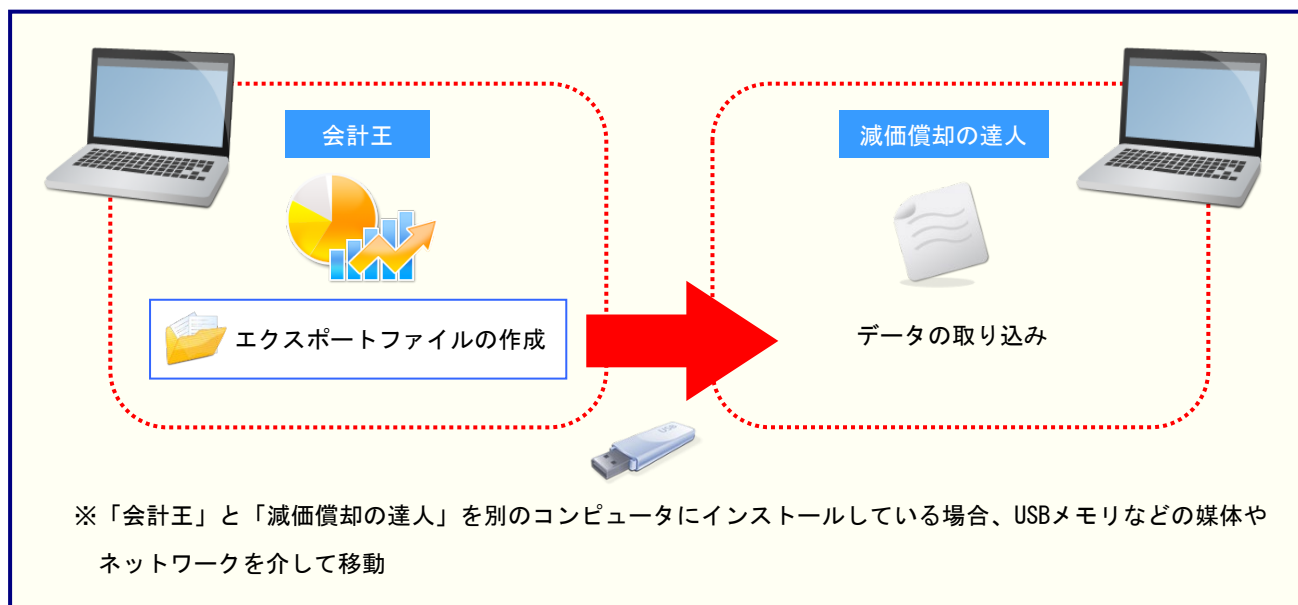 会計王
減価償却の達人
エクスポートファイルの作成
データの取り込み
USB
※「会計王」と「減価償却の達人」を別のコンピュータにインストールしている場合、USBメモリなどの媒体や
ネットワークを介して移動